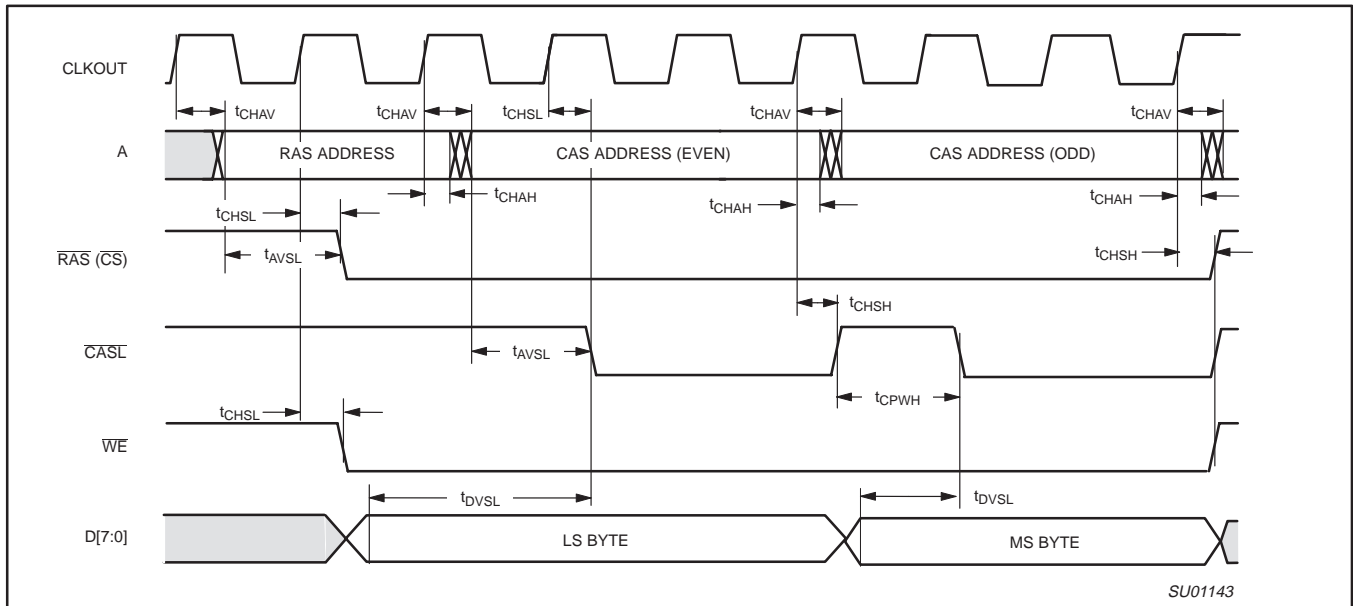 CLKOUT
tCHAV tCHAV tCHSL tCHAV tCHAV
A RAS ADDRESS CAS ADDRESS (EVEN) CAS ADDRESS (ODD)
tCHAH tCHAH tCHAH
tCHSL
RAS (CS) tAVSL tCHSH
tCHSH
CASL tAVSL
tCPWH
tCHSL
WE
tDVSL tDVSL
D[7:0] LS BYTE MS BYTE
SU01143